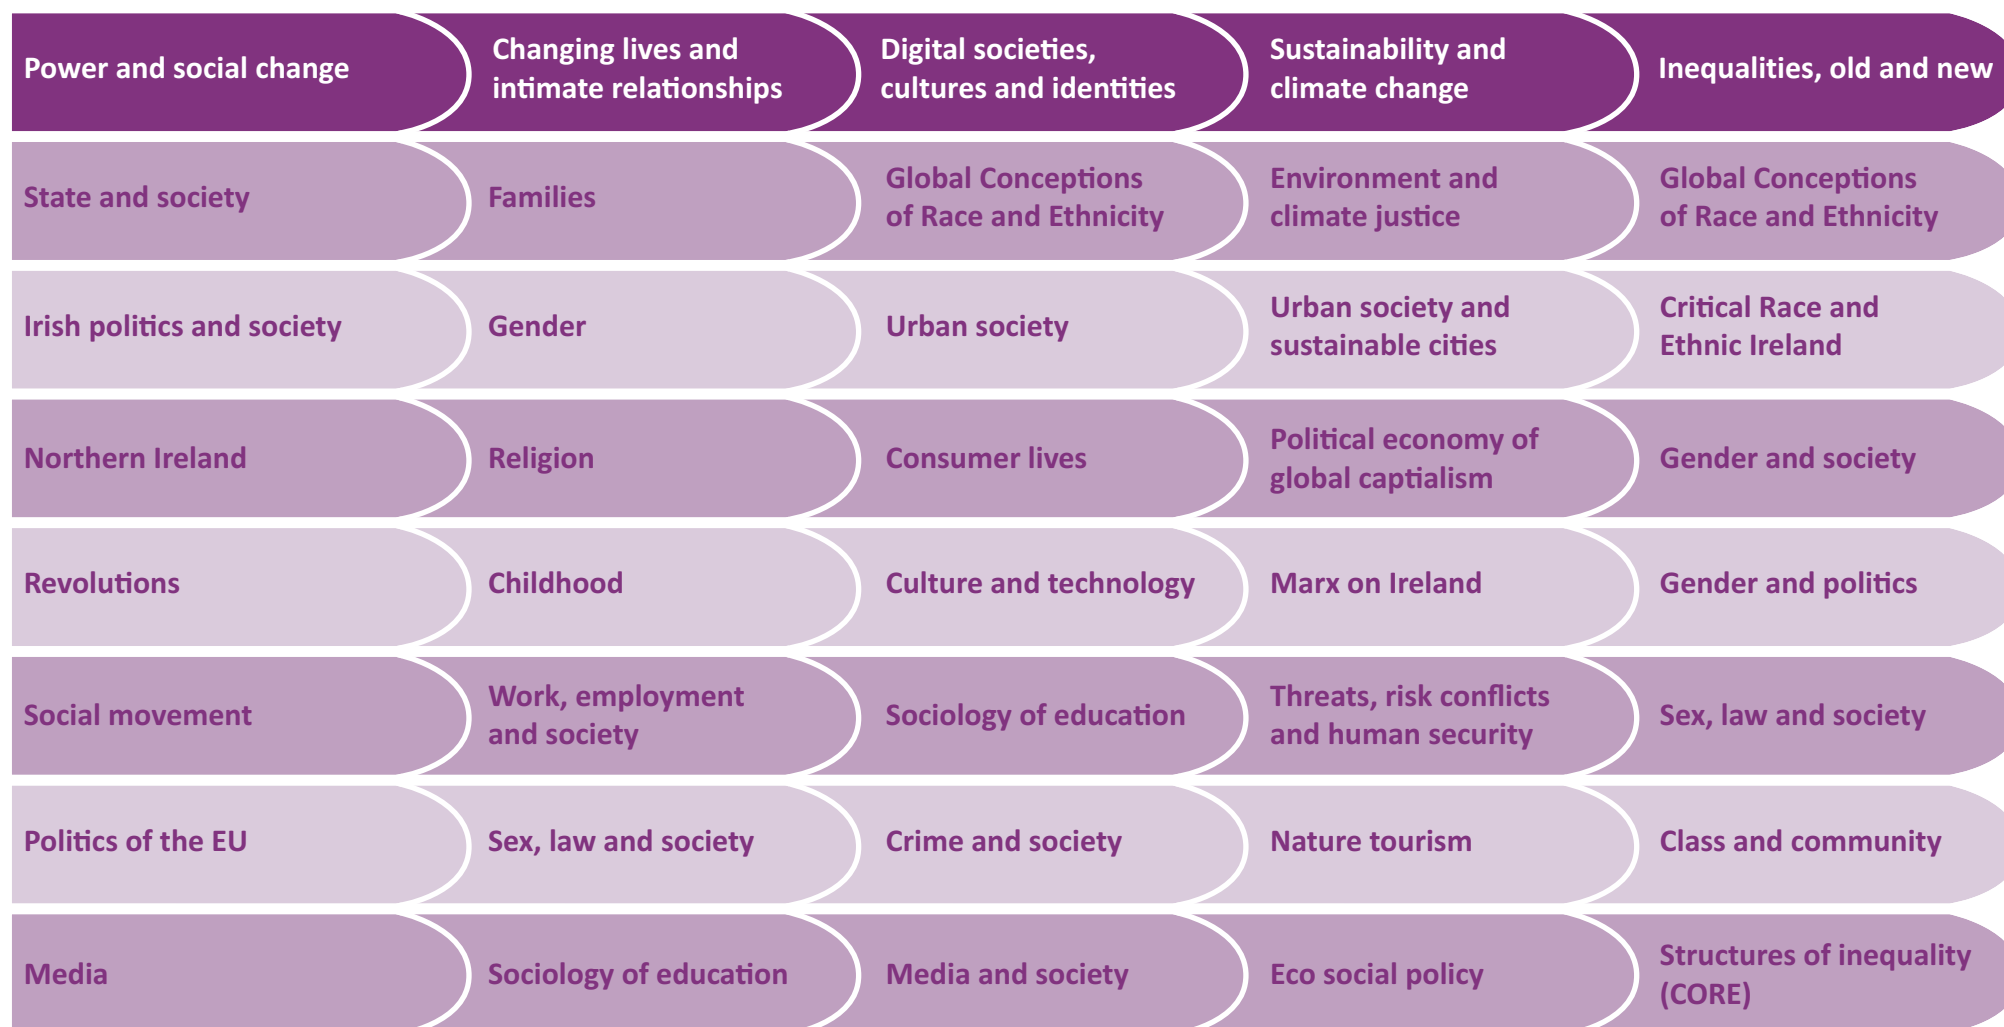 Power and social change
Changing lives and
intimate relationships
Digital societies,
cultures and identities
Sustainability and
climate change
Inequalities, old and new
State and society
Families
Global Conceptions
of Race and Ethnicity
Environment and
climate justice
Global Conceptions
of Race and Ethnicity
Irish politics and society
Gender
Urban society
Urban society and
sustainable cities
Critical Race and
Ethnic Ireland
Northern Ireland
Religion
Consumer lives
Political economy of
global captialism
Gender and society
Revolutions
Childhood
Culture and technology
Marx on Ireland
Gender and politics
Social movement
Work, employment
and society
Sociology of education
Threats, risk conflicts
and human security
Sex, law and society
Politics of the EU
Sex, law and society
Crime and society
Nature tourism
Class and community
Media
Sociology of education
Media and society
Eco social policy
Structures of inequality
(CORE)